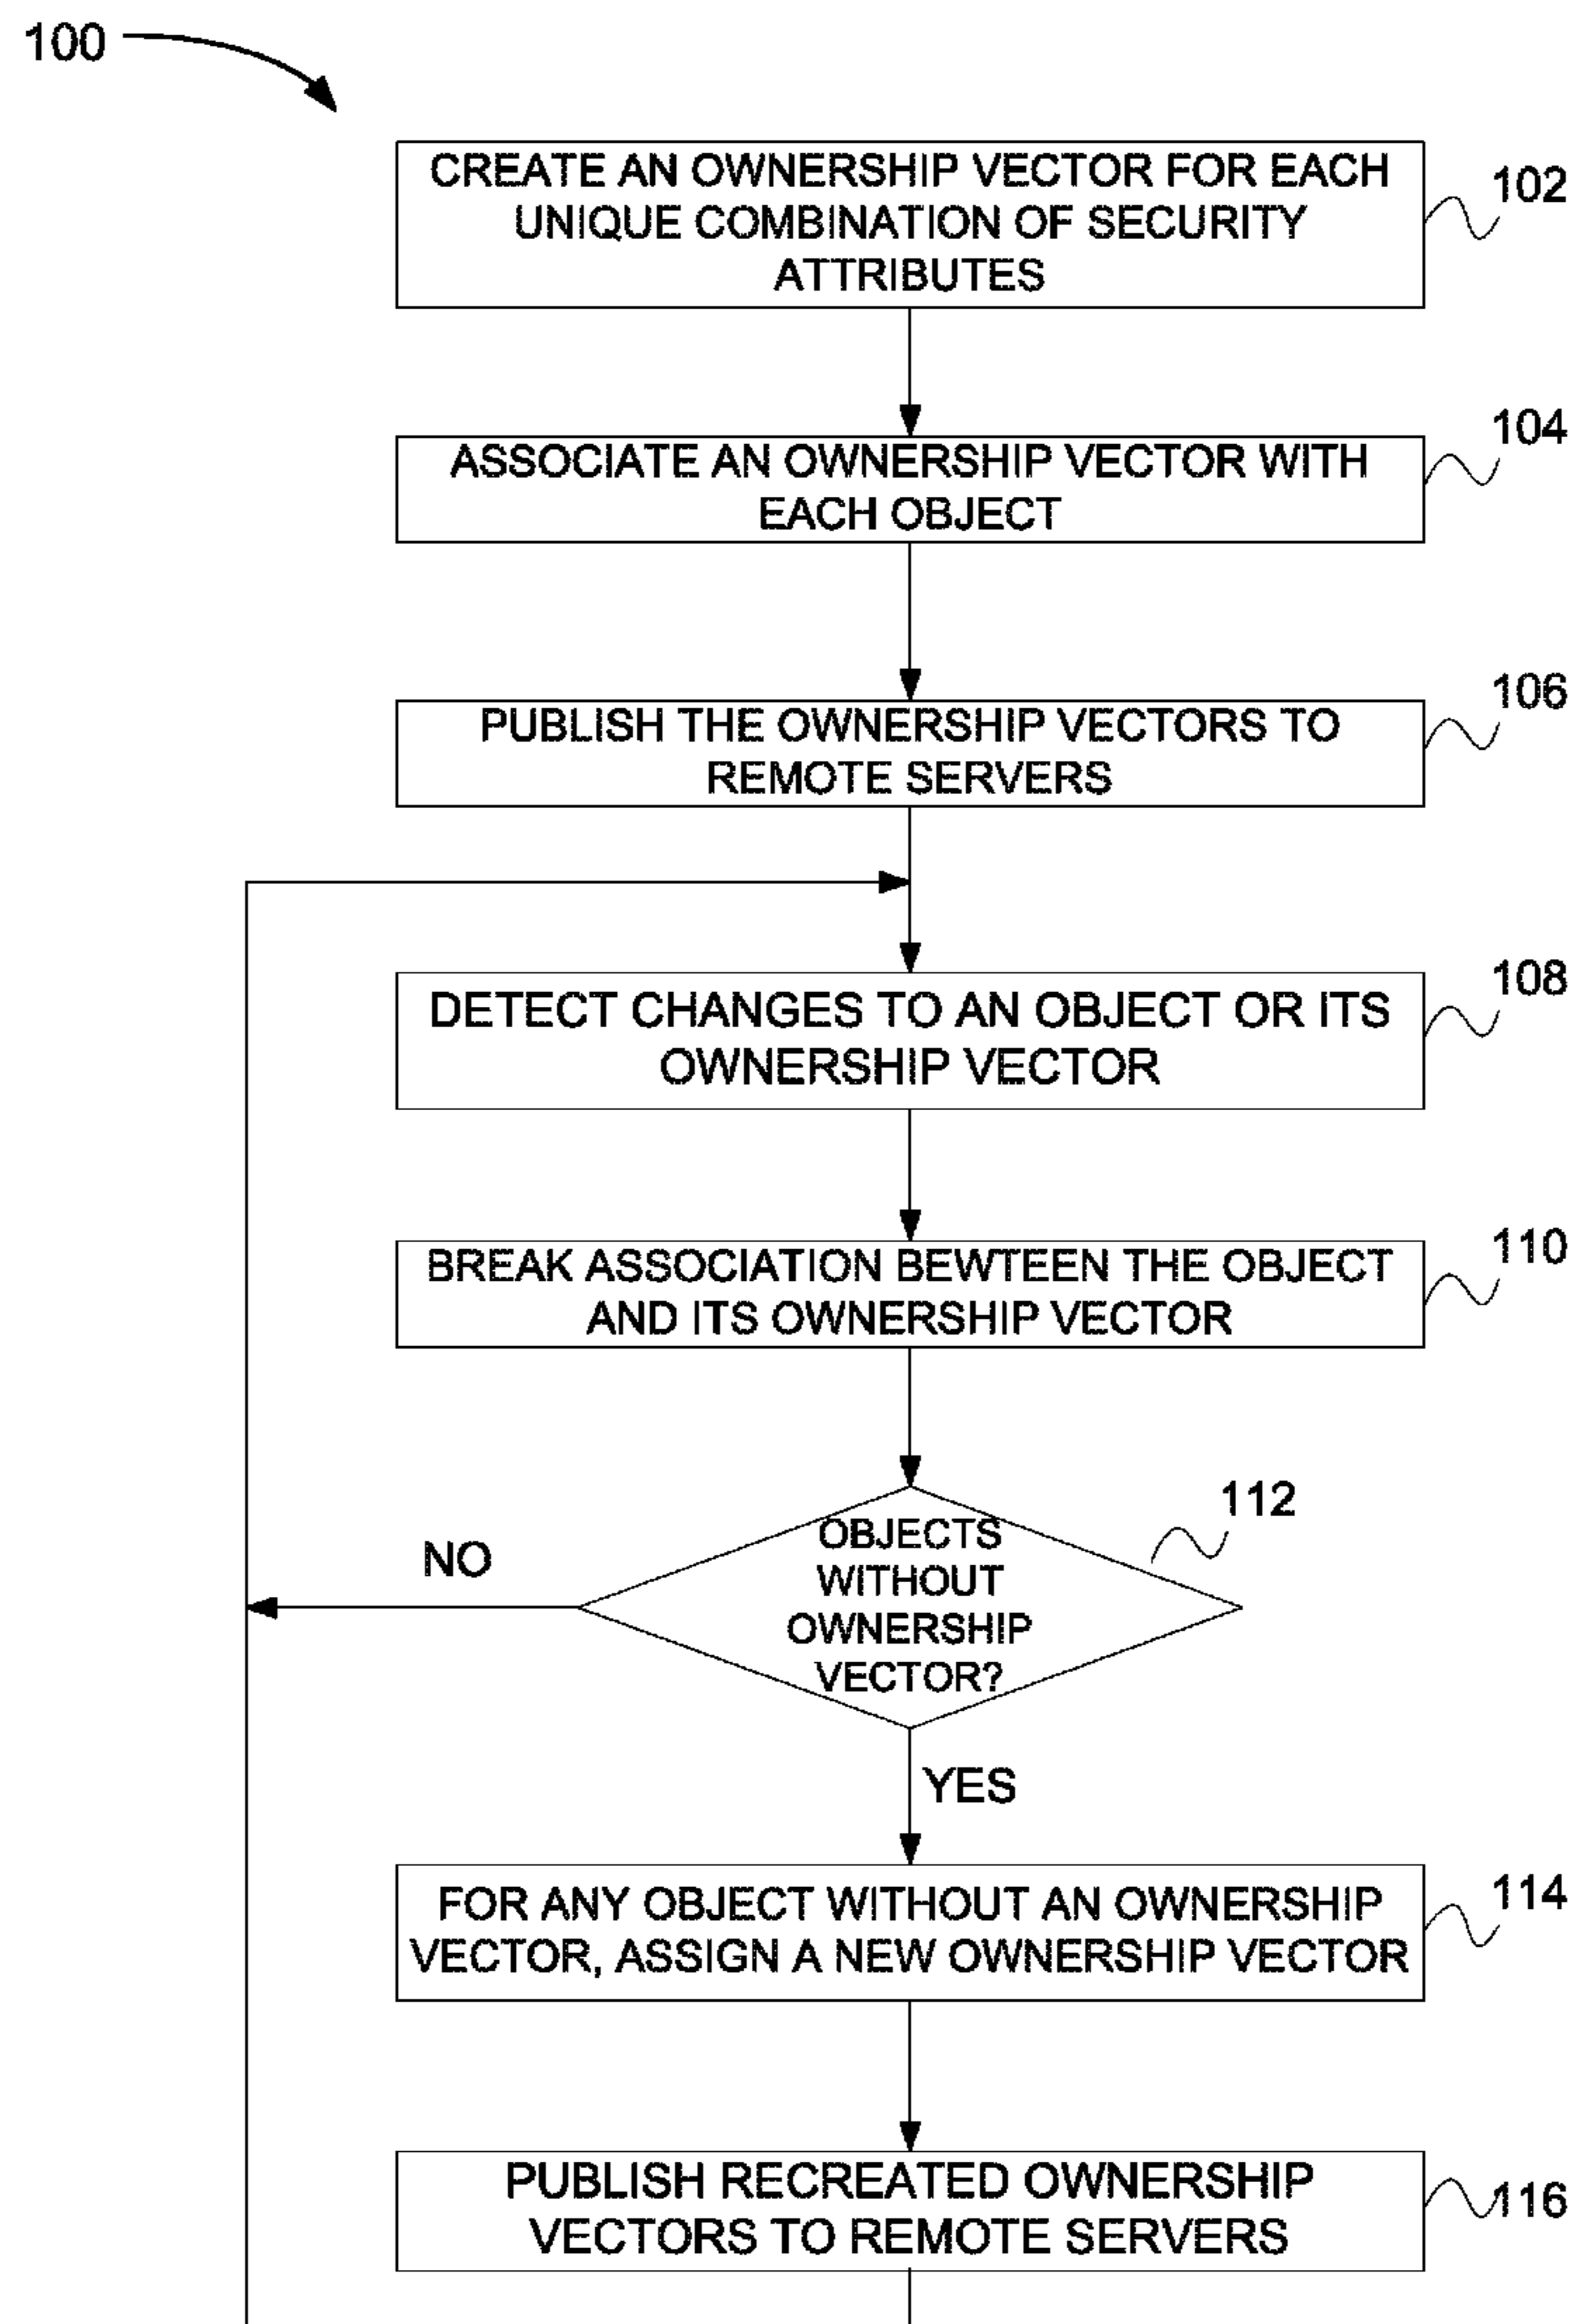 100
CREATE AN OWNERSHIP VECTOR FOR EACH
UNIQUE COMBINATION OF SECURITY
ATTRIBUTES
102
ASSOCIATE AN OWNERSHIP VECTOR WITH
EACH OBJECT
104
PUBLISH THE OWNERSHIP VECTORS TO
REMOTE SERVERS
106
DETECT CHANGES TO AN OBJECT OR ITS
OWNERSHIP VECTOR
108
BREAK ASSOCIATION BEWTEEN THE OBJECT
AND ITS OWNERSHIP VECTOR
110
OBJECTS
WITHOUT
OWNERSHIP
VECTOR?
112
NO
YES
FOR ANY OBJECT WITHOUT AN OWNERSHIP
VECTOR, ASSIGN A NEW OWNERSHIP VECTOR
114
PUBLISH RECREATED OWNERSHIP
VECTORS TO REMOTE SERVERS
116